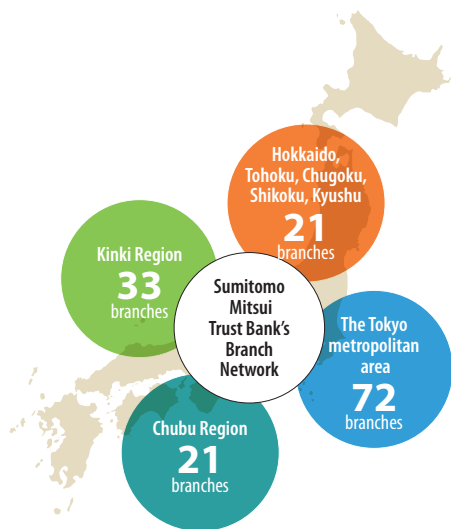 Hokkaido,
Tohoku, Chugoku,
Shikoku, Kyushu
21
branches
Kinki Region
33
branches
Sumitomo
Mitsui
Trust Bank's
Branch
Network
The Tokyo
metropolitan
area
72
branches
Chubu Region
21
branches